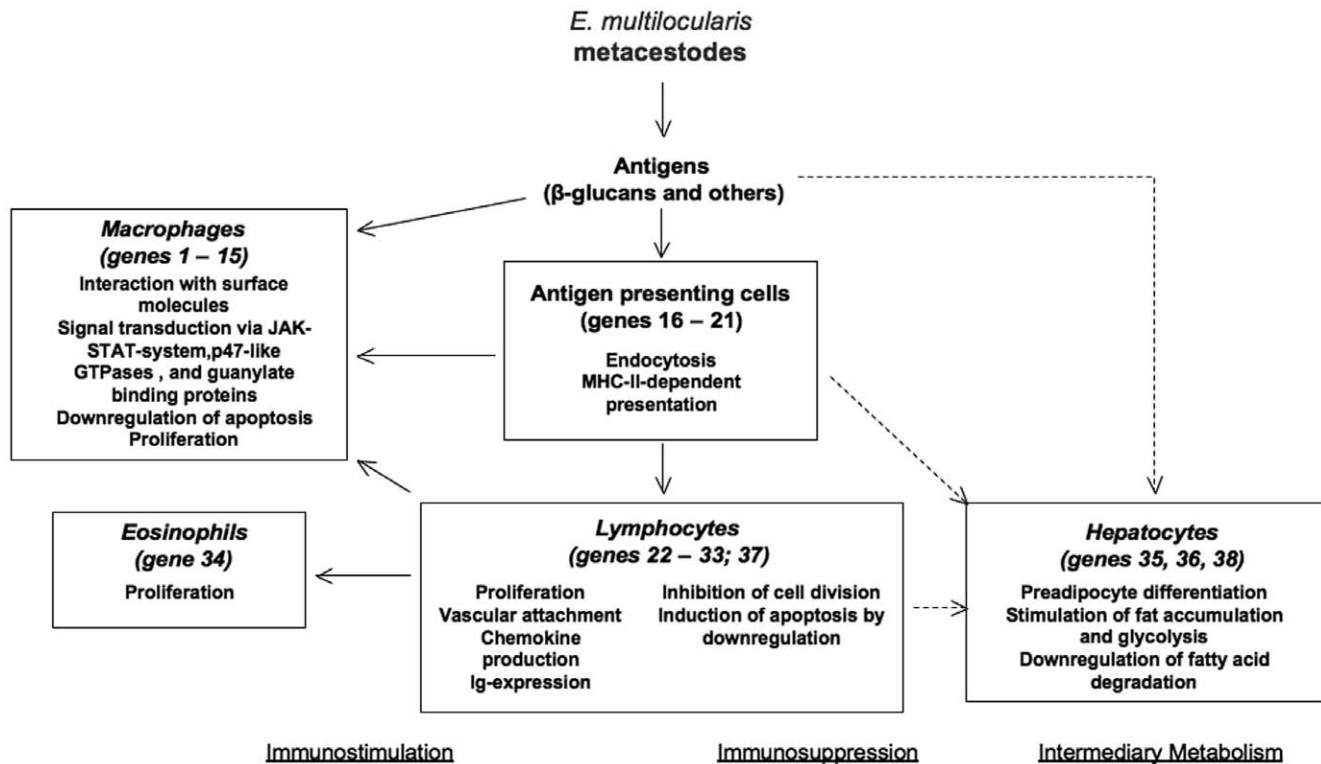 E. multilocularis
metacestodes
Antigens
(β-glucans and others)
Macrophages
(genes 1 – 15)
Interaction with surface
molecules
Signal transduction via JAK-
STAT-system,p47-like
GTPases , and guanylate
binding proteins
Downregulation of apoptosis
Proliferation
Antigen presenting cells
(genes 16 – 21)
Endocytosis
MHC-II-dependent
presentation
Eosinophils
(gene 34)
Proliferation
Lymphocytes
(genes 22 – 33; 37)
Proliferation
Vascular attachment
Chemokine
production
Ig-expression
Inhibition of cell division
Induction of apoptosis by
downregulation
Hepatocytes
(genes 35, 36, 38)
Preadipocyte differentiation
Stimulation of fat accumulation
and glycolysis
Downregulation of fatty acid
degradation
Immunostimulation
Immunosuppression
Intermediary Metabolism